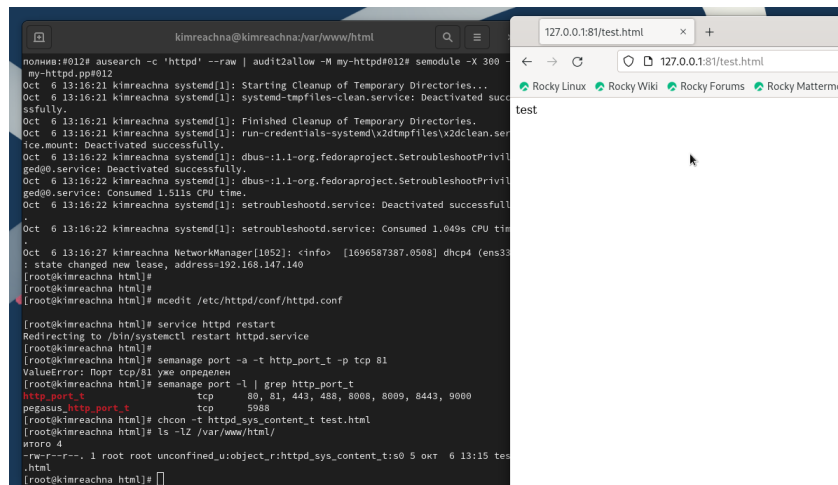 kimreachna@kimreachna:/var/www/html
полнив:#012# ausearch -c 'httpd' --raw | audit2allow -M my-httpd#012# semodule -X 300 -
my-httpd.pp#012
Oct  6 13:16:21 kimreachna systemd[1]: Starting Cleanup of Temporary Directories...
Oct  6 13:16:21 kimreachna systemd[1]: systemd-tmpfiles-clean.service: Deactivated succ
ssfully.
Oct  6 13:16:21 kimreachna systemd[1]: Finished Cleanup of Temporary Directories.
Oct  6 13:16:21 kimreachna systemd[1]: run-credentials-systemd\x2dtmpfiles\x2dclean.ser
ice.mount: Deactivated successfully.
Oct  6 13:16:22 kimreachna systemd[1]: dbus-:1.1-org.fedoraproject.SetroubleshootPrivil
ged@0.service: Deactivated successfully.
Oct  6 13:16:22 kimreachna systemd[1]: dbus-:1.1-org.fedoraproject.SetroubleshootPrivil
ged@0.service: Consumed 1.511s CPU time.
Oct  6 13:16:22 kimreachna systemd[1]: setroubleshootd.service: Deactivated successfull
.
Oct  6 13:16:22 kimreachna systemd[1]: setroubleshootd.service: Consumed 1.049s CPU tim
.
Oct  6 13:16:27 kimreachna NetworkManager[1052]: <info>  [1696587387.0508] dhcp4 (ens33
: state changed new lease, address=192.168.147.140
[root@kimreachna html]#
[root@kimreachna html]#
[root@kimreachna html]# mcedit /etc/httpd/conf/httpd.conf
[root@kimreachna html]# service httpd restart
Redirecting to /bin/systemctl restart httpd.service
[root@kimreachna html]#
[root@kimreachna html]# semanage port -a -t http_port_t -p tcp 81
ValueError: Порт tcp/81 уже определен
[root@kimreachna html]# semanage port -l | grep http_port_t
http_port_t                    tcp      80, 81, 443, 488, 8008, 8009, 8443, 9000
pegasus_http_port_t            tcp      5988
[root@kimreachna html]# chcon -t httpd_sys_content_t test.html
[root@kimreachna html]# ls -lZ /var/www/html/
итого 4
-rw-r--r--. 1 root root unconfined_u:object_r:httpd_sys_content_t:s0 5 окт  6 13:15 tes
.html
[root@kimreachna html]#
127.0.0.1:81/test.html
127.0.0.1:81/test.html
Rocky Linux Rocky Wiki Rocky Forums Rocky Matterm
test